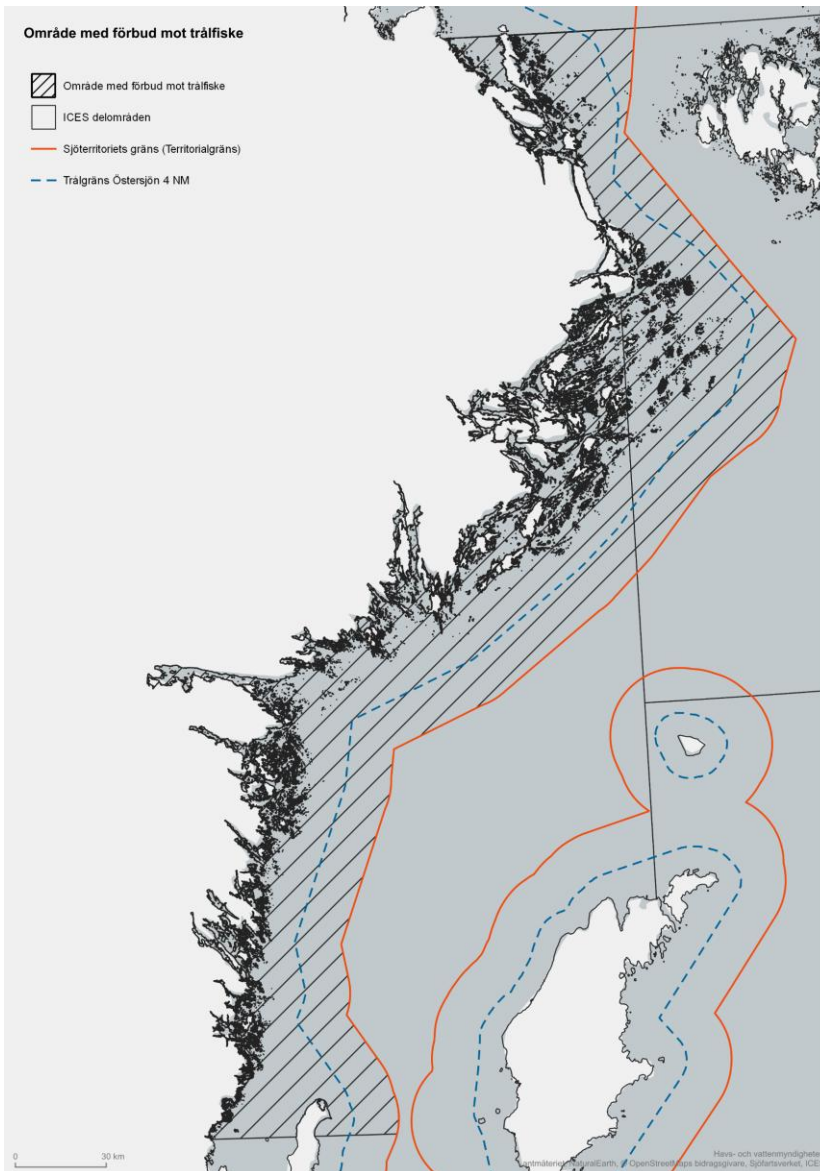 Område med förbud mot trålfiske
Område med förbud mot trålfiske
ICES delområden
Sjöterritoriets gräns (Territorialgräns)
Trålgräns Östersjön 4 NM
0
30 km
Havs- och vattenmyndighete
antmäteriet, NaturalEarth, © OpenStreetMaps bidragsgivare, Sjöfartsverket, ICE